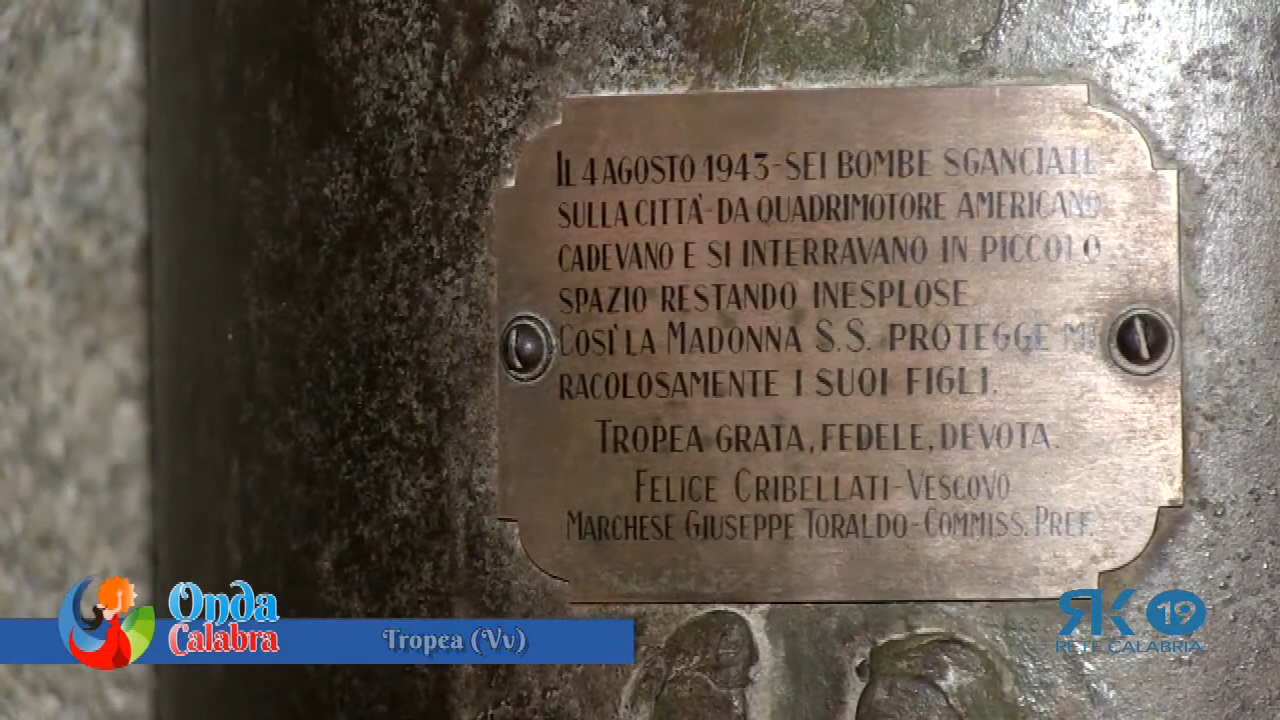 IL 4 AGOSTO 1943-SEI BOMBE SGANCIATE
SULLA CITTÀ-DA QUADRIMOTORE AMERICANO
CADEVANO E SI INTERRAVANO IN PICCOLO
SPAZIO RESTANDO INESPLOSE.
COSÌ LA MADONNA S.S. PROTEGGE MI
RACOLOSAMENTE I SUOI FIGLI.
TROPEA GRATA, FEDELE, DEVOTA.
FELICE CRIBELLATI-VESCOVO
MARCHESE GIUSEPPE TORALDO-COMMISS. PREF.
Onda
Calabra
Tropea (Vv)
RK 19
RETE CALABRIA